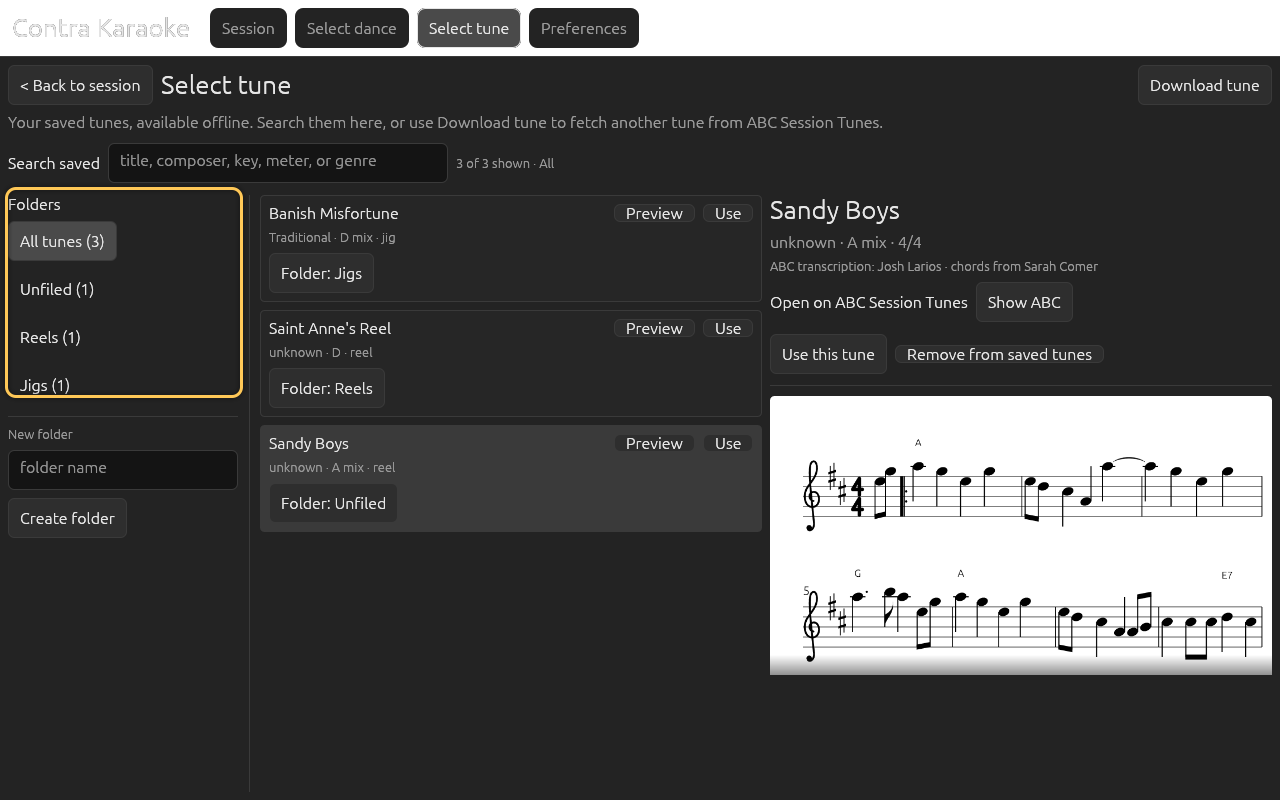 Contra Karaoke
Session
Select dance
Select tune
Preferences
< Back to session
Select tune
Download tune
Your saved tunes, available offline. Search them here, or use Download tune to fetch another tune from ABC Session Tunes.
Search saved
title, composer, key, meter, or genre
3 of 3 shown · All
Folders
All tunes (3)
Unfiled (1)
Reels (1)
Jigs (1)
New folder
folder name
Create folder
Banish Misfortune
Preview
Use
Traditional · D mix · jig
Folder: Jigs
Saint Anne's Reel
Preview
Use
unknown · D · reel
Folder: Reels
Sandy Boys
Preview
Use
unknown · A mix · reel
Folder: Unfiled
Sandy Boys
unknown · A mix · 4/4
ABC transcription: Josh Larios · chords from Sarah Comer
Open on ABC Session Tunes
Show ABC
Use this tune
Remove from saved tunes
A
4
4
G
A
E7
5